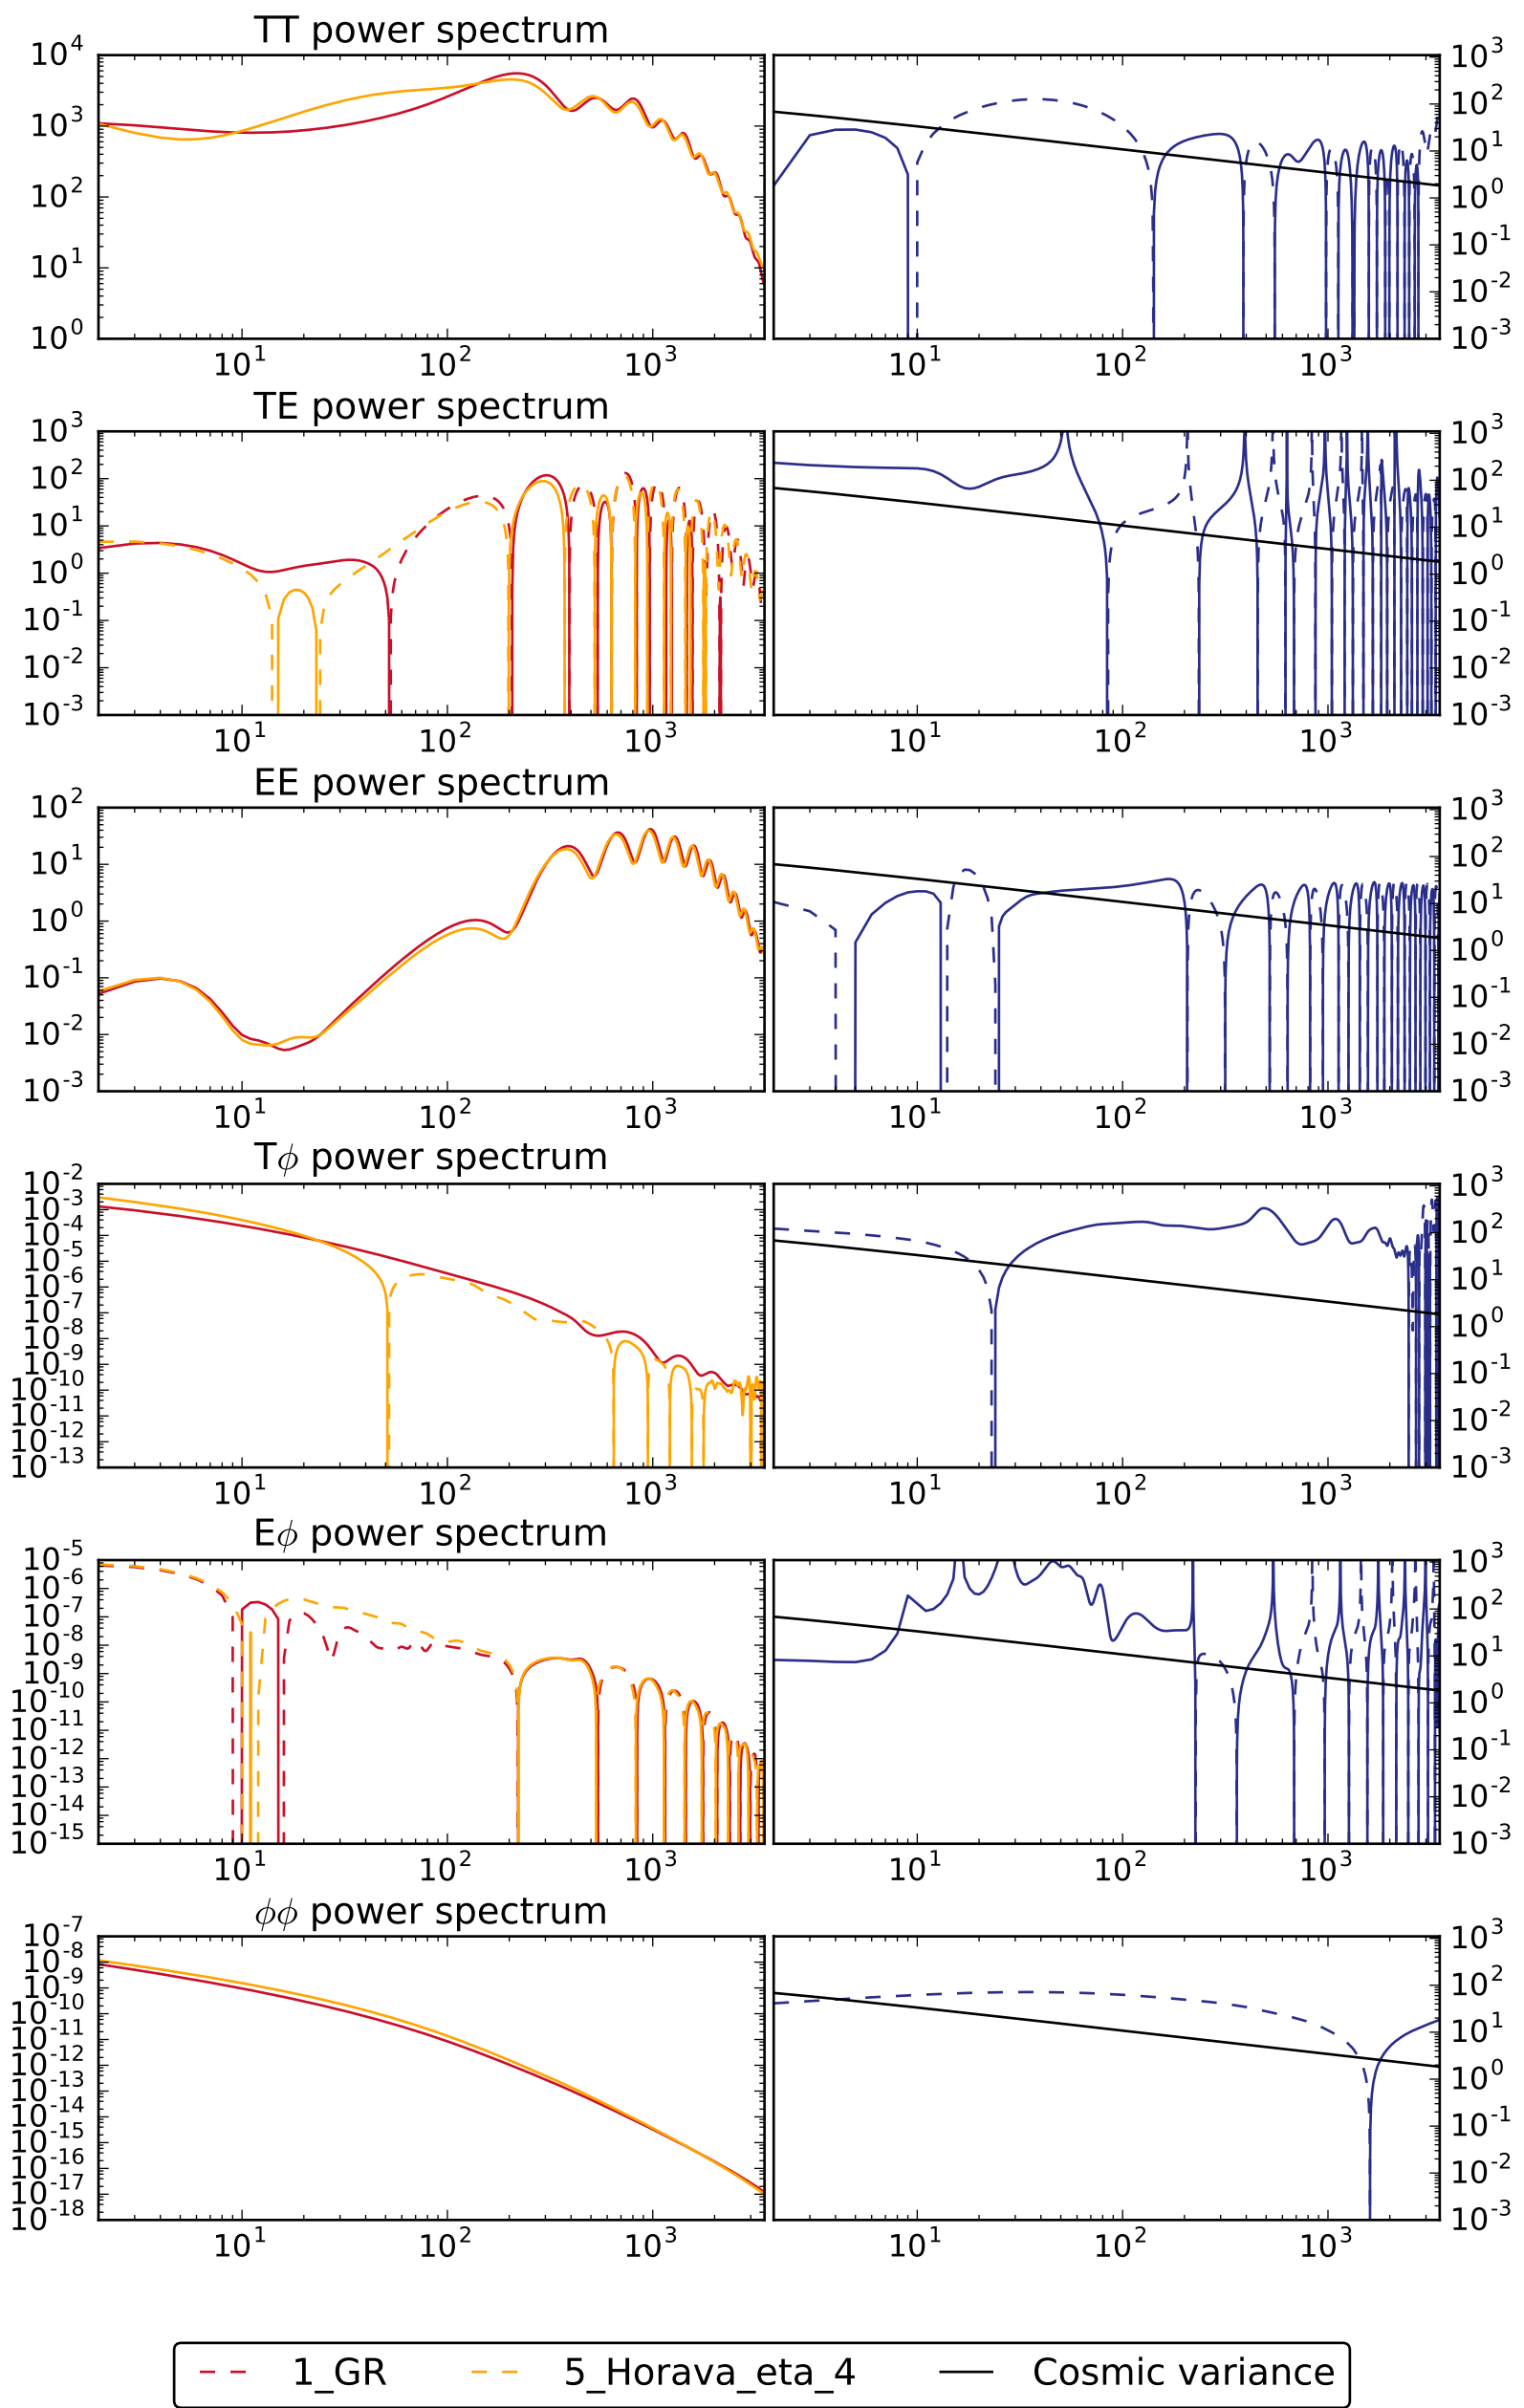 TT power spectrum
10^4 10^3 10^2 10^1 10^0
10^3 10^2 10^1 10^0 10^-1 10^-2 10^-3
10^1 10^2 10^3 10^1 10^2 10^3
TE power spectrum
10^3 10^2 10^1 10^0 10^-1 10^-2 10^-3
10^3 10^2 10^1 10^0 10^-1 10^-2 10^-3
10^1 10^2 10^3 10^1 10^2 10^3
EE power spectrum
10^2 10^1 10^0 10^-1 10^-2 10^-3
10^3 10^2 10^1 10^0 10^-1 10^-2 10^-3
10^1 10^2 10^3 10^1 10^2 10^3
Tϕ power spectrum
10^-2 10^-3 10^-4 10^-5 10^-6 10^-7 10^-8 10^-9 10^-10 10^-11 10^-12 10^-13
10^3 10^2 10^1 10^0 10^-1 10^-2 10^-3
10^1 10^2 10^3 10^1 10^2 10^3
Eϕ power spectrum
10^-5 10^-6 10^-7 10^-8 10^-9 10^-10 10^-11 10^-12 10^-13 10^-14 10^-15
10^3 10^2 10^1 10^0 10^-1 10^-2 10^-3
10^1 10^2 10^3 10^1 10^2 10^3
ϕϕ power spectrum
10^-7 10^-8 10^-9 10^-10 10^-11 10^-12 10^-13 10^-14 10^-15 10^-16 10^-17 10^-18
10^3 10^2 10^1 10^0 10^-1 10^-2 10^-3
10^1 10^2 10^3 10^1 10^2 10^3
1_GR 5_Horava_eta_4 Cosmic variance